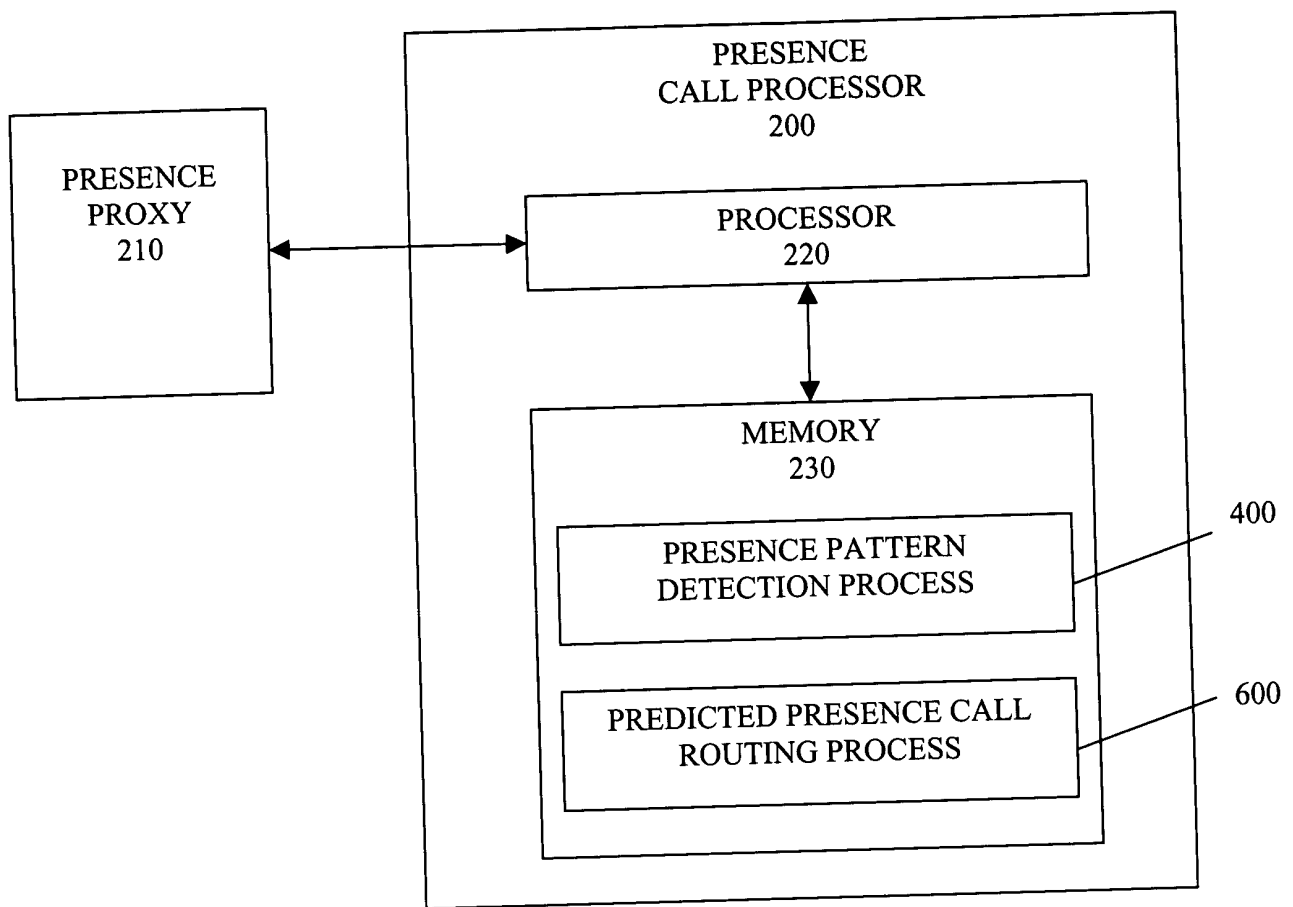 PRESENCE
CALL PROCESSOR
200
PRESENCE
PROXY
210
PROCESSOR
220
MEMORY
230
PRESENCE PATTERN
DETECTION PROCESS
400
PREDICTED PRESENCE CALL
ROUTING PROCESS
600